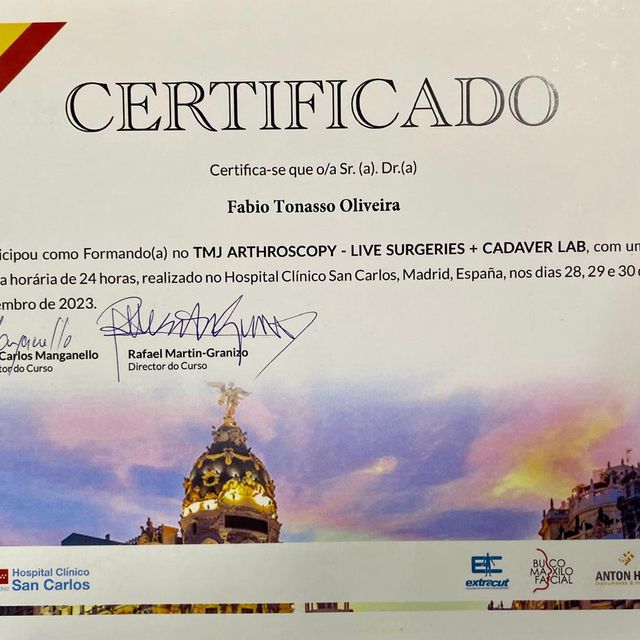 CERTIFICADO
Certifica-se que o/a Sr. (a). Dr.(a)
Fabio Tonasso Oliveira
icipou como Formando(a) no TMJ ARTHROSCOPY - LIVE SURGERIES + CADAVER LAB, com um
a horária de 24 horas, realizado no Hospital Clínico San Carlos, Madrid, España, nos dias 28, 29 e 30 d
embro de 2023.
Carlos Manganello
Rafael Martin-Granizo
tor do Curso
Director do Curso
Hospital Clínico
San Carlos
extracut
BUSCO
MAXILO
FACIAL
ANTON H